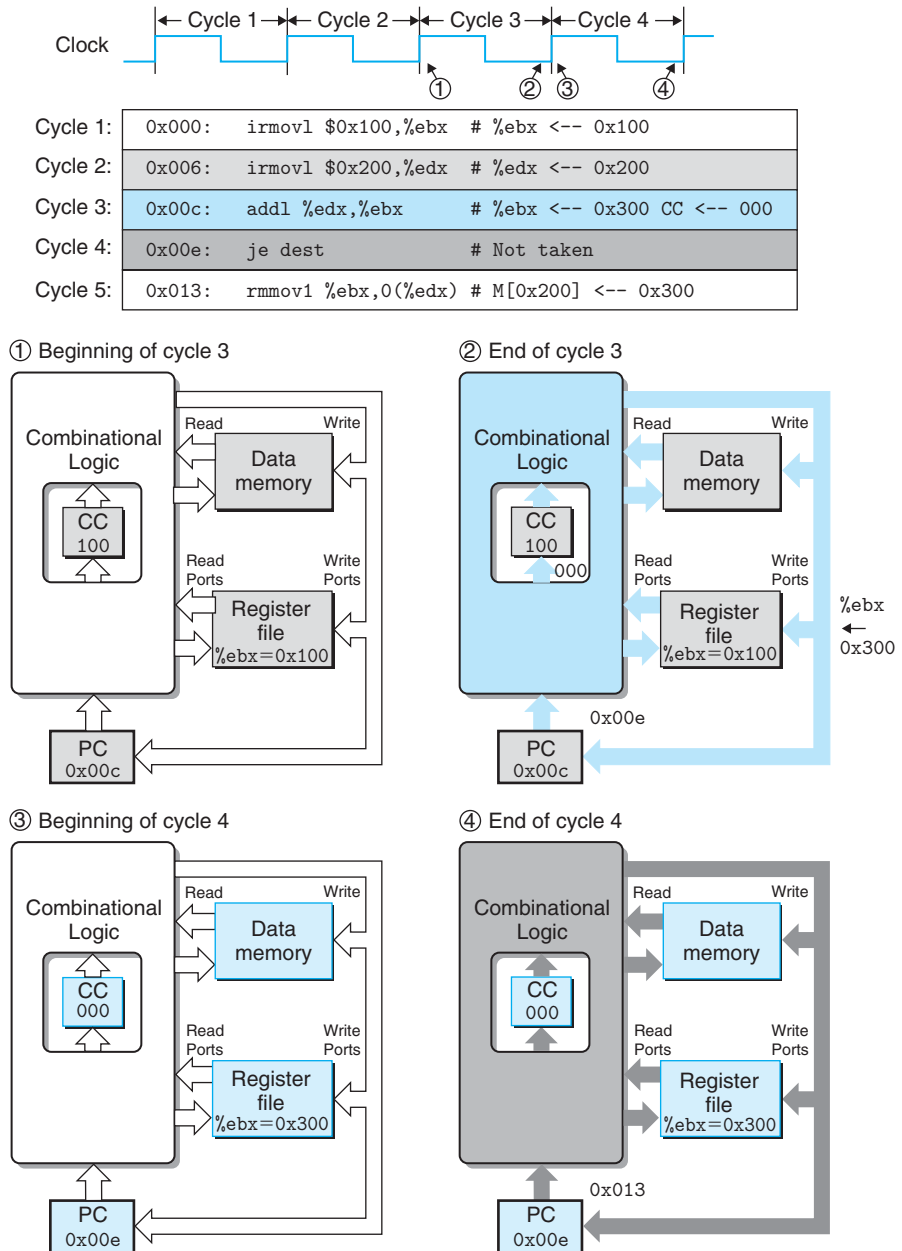 Cycle 1 Cycle 2 Cycle 3 Cycle 4
Clock
① ② ③ ④
Cycle 1: 0x000: irmovl $0x100,%ebx # %ebx <-- 0x100
Cycle 2: 0x006: irmovl $0x200,%edx # %edx <-- 0x200
Cycle 3: 0x00c: addl %edx,%ebx # %ebx <-- 0x300 CC <-- 000
Cycle 4: 0x00e: je dest # Not taken
Cycle 5: 0x013: rmmov1 %ebx,0(%edx) # M[0x200] <-- 0x300
① Beginning of cycle 3
Combinational
Logic
CC
100
Read
Write
Data
memory
Read
Ports
Write
Ports
Register
file
%ebx=0x100
PC
0x00c
② End of cycle 3
Combinational
Logic
CC
100
000
Read
Write
Data
memory
Read
Ports
Write
Ports
Register
file
%ebx=0x100
%ebx
0x300
0x00e
PC
0x00c
③ Beginning of cycle 4
Combinational
Logic
CC
000
Read
Write
Data
memory
Read
Ports
Write
Ports
Register
file
%ebx=0x300
PC
0x00e
④ End of cycle 4
Combinational
Logic
CC
000
Read
Write
Data
memory
Read
Ports
Write
Ports
Register
file
%ebx=0x300
0x013
PC
0x00e